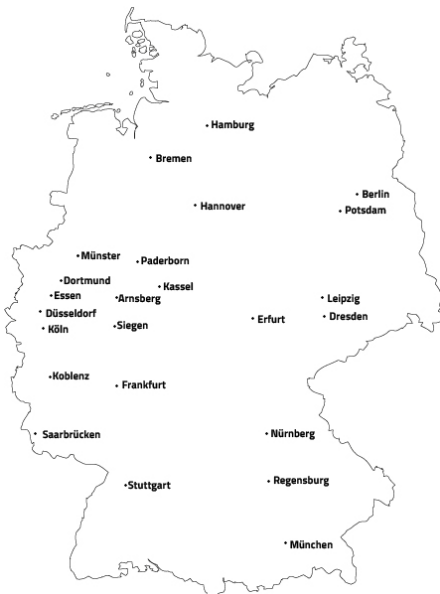 Hamburg
Bremen
Berlin
Hannover
Potsdam
Münster
Paderborn
Dortmund
Kassel
Essen
Arnsberg
Leipzig
Düsseldorf
Dresden
Erfurt
Köln
Siegen
Koblenz
Frankfurt
Saarbrücken
Nürnberg
Stuttgart
Regensburg
München